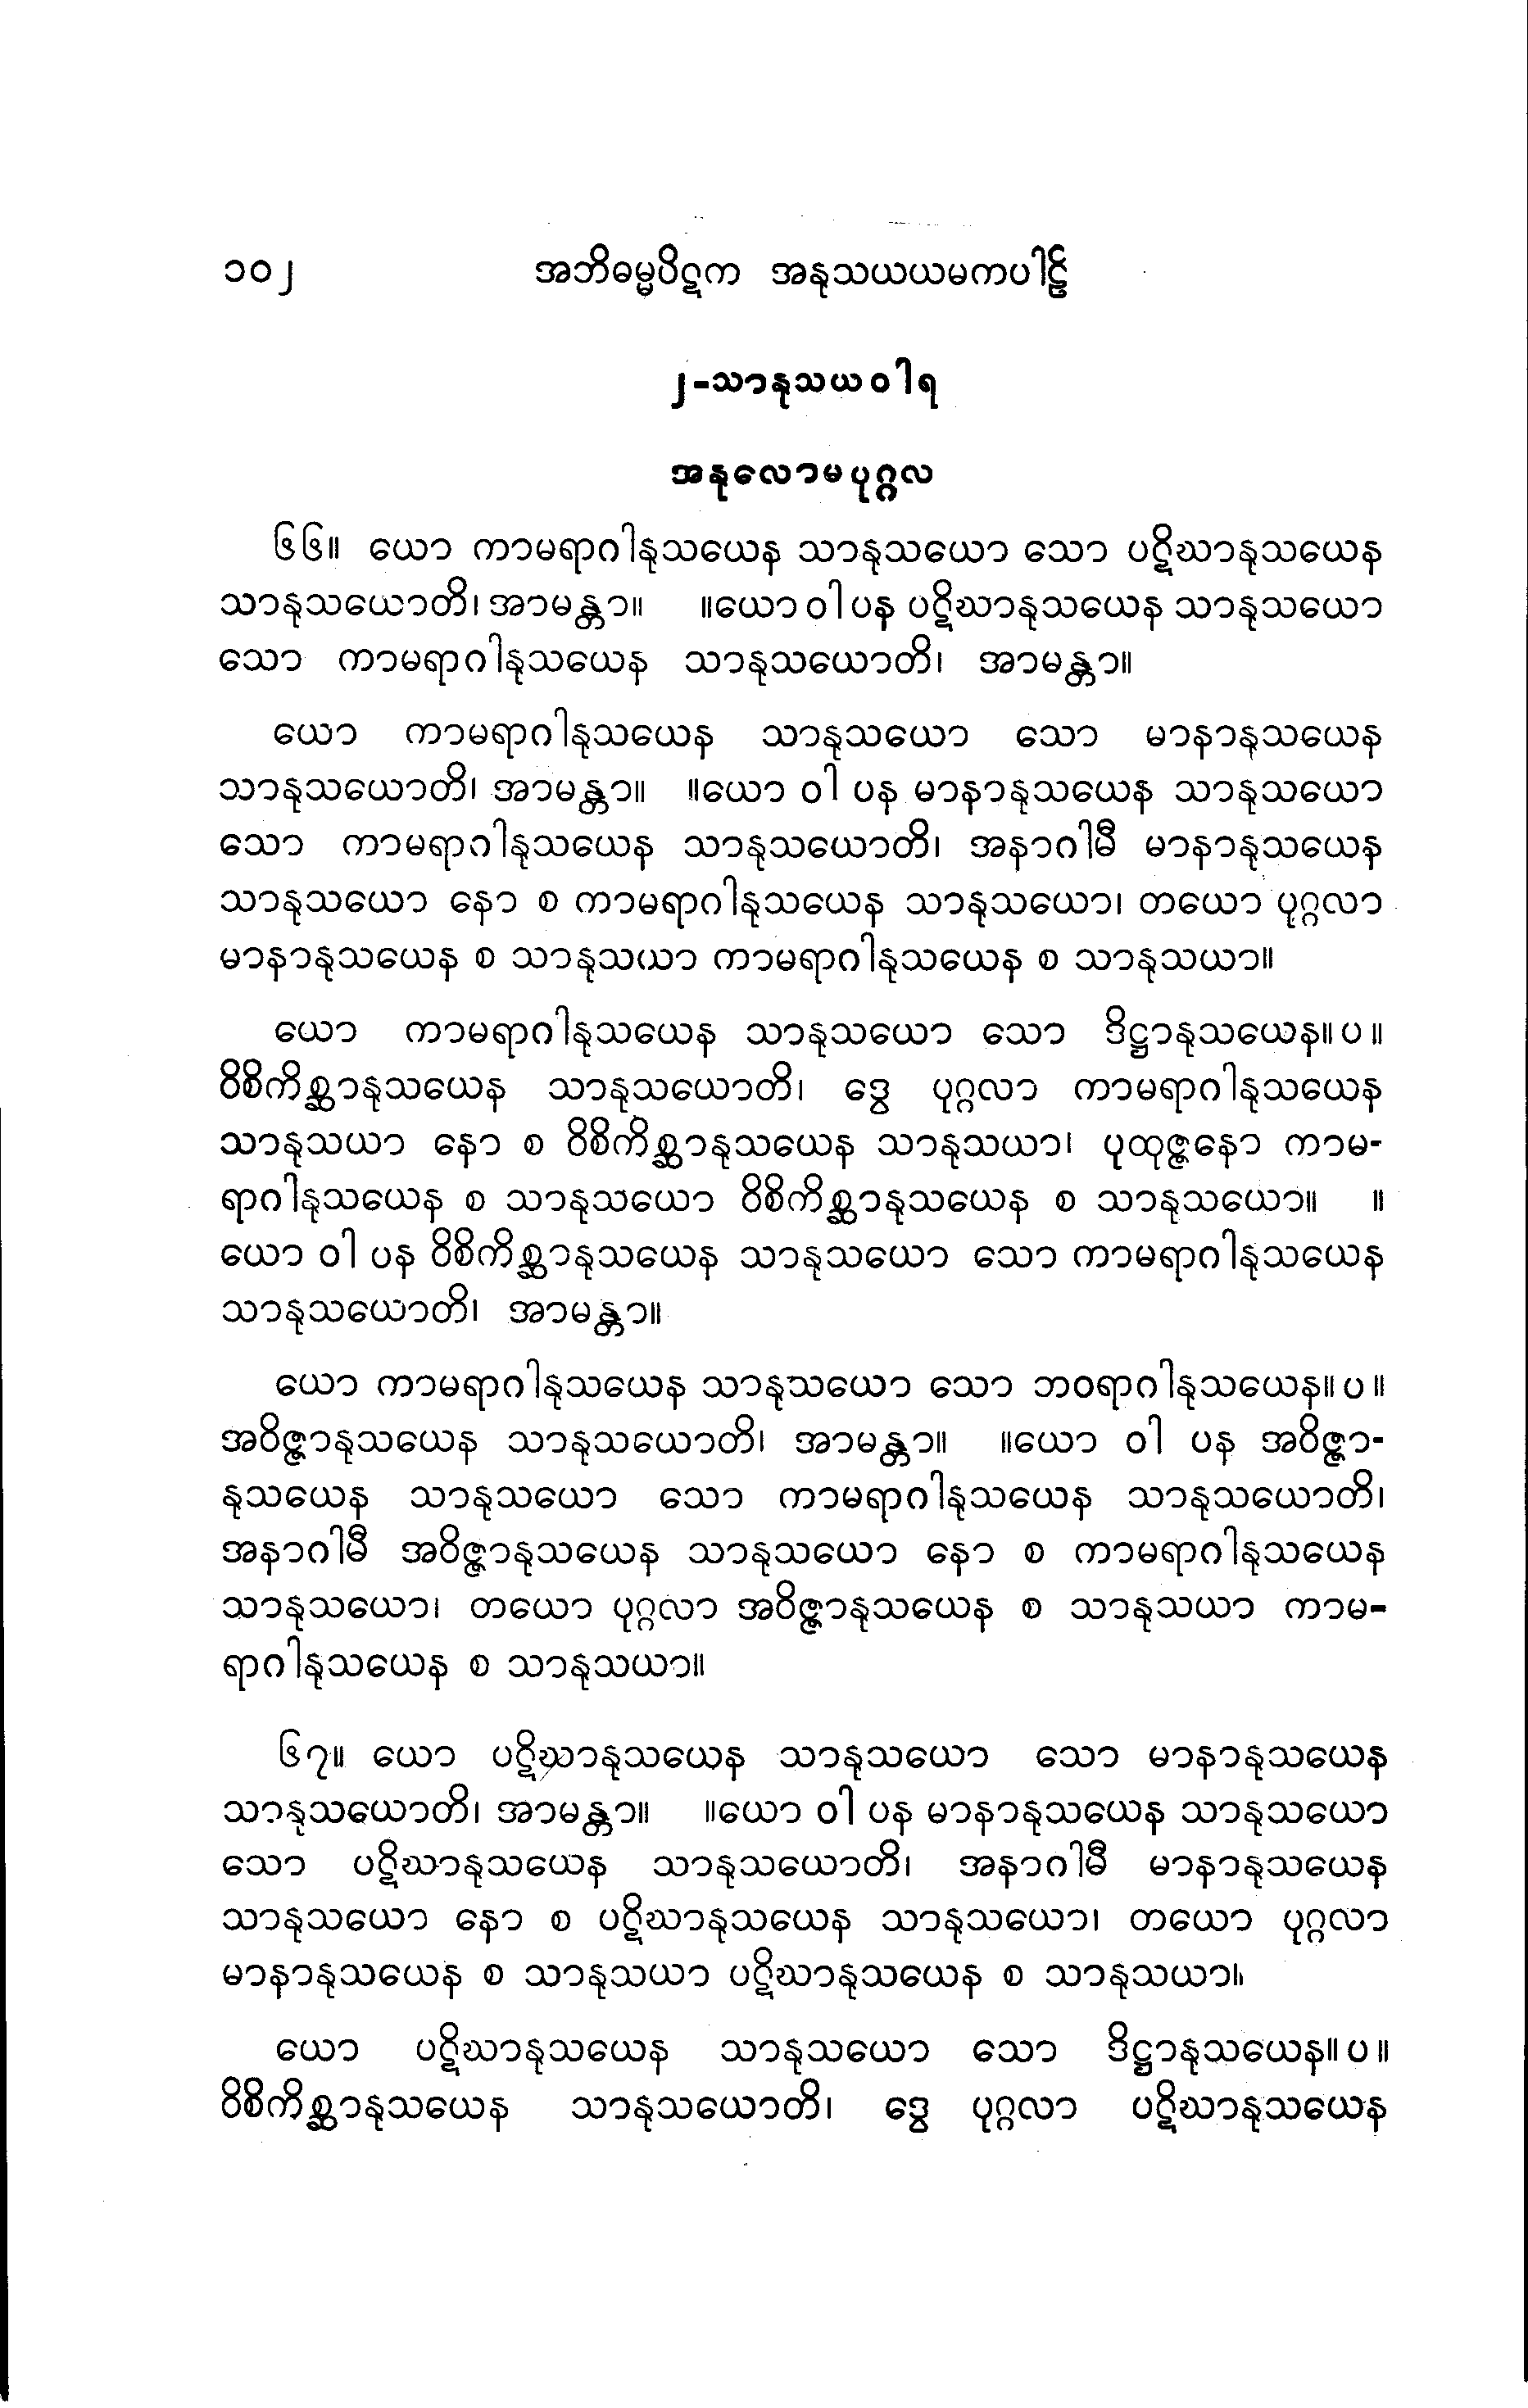 ၁၀၂ အဘိဓမ္မပိဋက အနုသယယမကပါဠိ
၂-သာနုသယဝါရ
အနုလောမပုဂ္ဂလ
၆၆။ ယော ကာမရာဂါနုသယေန သာနုသယော သော ပဋိဃာနုသယေန
သာနုသယောတိ၊ အာမန္တာ။ ။ယော ဝါ ပန ပဋိဃာနုသယေန သာနုသယော
သော ကာမရာဂါနုသယေန သာနုသယောတိ၊ အာမန္တာ။
ယော ကာမရာဂါနုသယေန သာနုသယော သော မာနာနုသယေန
သာနုသယောတိ၊ အာမန္တာ။ ။ယော ဝါ ပန မာနာနုသယေန သာနုသယော
သော ကာမရာဂါနုသယေန သာနုသယောတိ၊ အနာဂါမီ မာနာနုသယေန
သာနုသယော နော စ ကာမရာဂါနုသယေန သာနုသယော၊ တယော ပုဂ္ဂလာ
မာနာနုသယေန စ သာနုသယာ ကာမရာဂါနုသယေန စ သာနုသယာ။
ယော ကာမရာဂါနုသယေန သာနုသယော သော ဒိဋ္ဌာနုသယေန။ ပ ။
ဝိစိကိစ္ဆာနုသယေန သာနုသယောတိ၊ ဒွေ ပုဂ္ဂလာ ကာမရာဂါနုသယေန
သာနုသယာ နော စ ဝိစိကိစ္ဆာနုသယေန သာနုသယာ၊ ပုထုဇ္ဇနော ကာမ-
ရာဂါနုသယေန စ သာနုသယော ဝိစိကိစ္ဆာနုသယေန စ သာနုသယော။ ။
ယော ဝါ ပန ဝိစိကိစ္ဆာနုသယေန သာနုသယော သော ကာမရာဂါနုသယေန
သာနုသယောတိ၊ အာမန္တာ။
ယော ကာမရာဂါနုသယေန သာနုသယော သော ဘဝရာဂါနုသယေန။ ပ ။
အဝိဇ္ဇာနုသယေန သာနုသယောတိ၊ အာမန္တာ။ ။ယော ဝါ ပန အဝိဇ္ဇာ-
နုသယေန သာနုသယော သော ကာမရာဂါနုသယေန သာနုသယောတိ၊
အနာဂါမီ အဝိဇ္ဇာနုသယေန သာနုသယော နော စ ကာမရာဂါနုသယေန
သာနုသယော၊ တယော ပုဂ္ဂလာ အဝိဇ္ဇာနုသယေန စ သာနုသယာ ကာမ-
ရာဂါနုသယေန စ သာနုသယာ။
၆၇။ ယော ပဋိဃာနုသယေန သာနုသယော သော မာနာနုသယေန
သာနုသယောတိ၊ အာမန္တာ။ ။ယော ဝါ ပန မာနာနုသယေန သာနုသယော
သော ပဋိဃာနုသယေန သာနုသယောတိ၊ အနာဂါမီ မာနာနုသယေန
သာနုသယော နော စ ပဋိဃာနုသယေန သာနုသယော၊ တယော ပုဂ္ဂလာ
မာနာနုသယေန စ သာနုသယာ ပဋိဃာနုသယေန စ သာနုသယာ။
ယော ပဋိဃာနုသယေန သာနုသယော သော ဒိဋ္ဌာနုသယေန။ ပ ။
ဝိစိကိစ္ဆာနုသယေန သာနုသယောတိ၊ ဒွေ ပုဂ္ဂလာ ပဋိဃာနုသယေန